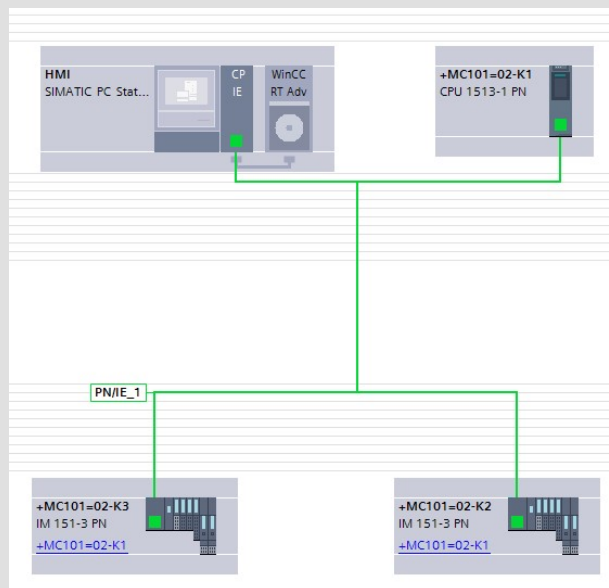 HMI
SIMATIC PC Stat...
CP
IE
WinCC
RT Adv
+MC101=02-K1
CPU 1513-1 PN
PN/IE_1
+MC101=02-K3
IM 151-3 PN
+MC101=02-K1
+MC101=02-K2
IM 151-3 PN
+MC101=02-K1